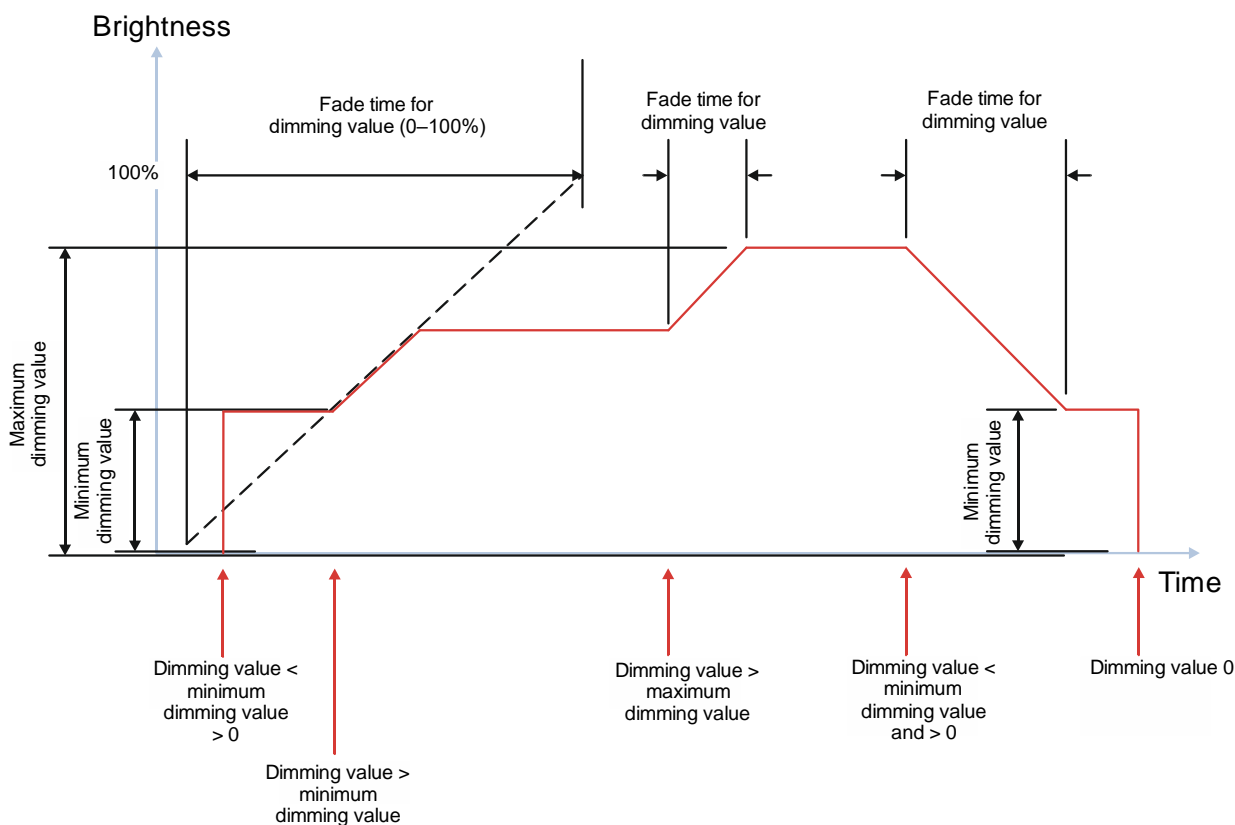 Brightness
Fade time for
dimming value (0–100%)
Fade time for
dimming value
Fade time for
dimming value
100%
Maximum
dimming value
Minimum
dimming value
Minimum
dimming value
Time
Dimming value <
minimum
dimming value
> 0
Dimming value >
minimum
dimming value
Dimming value >
maximum
dimming value
Dimming value <
minimum
dimming value
and > 0
Dimming value 0